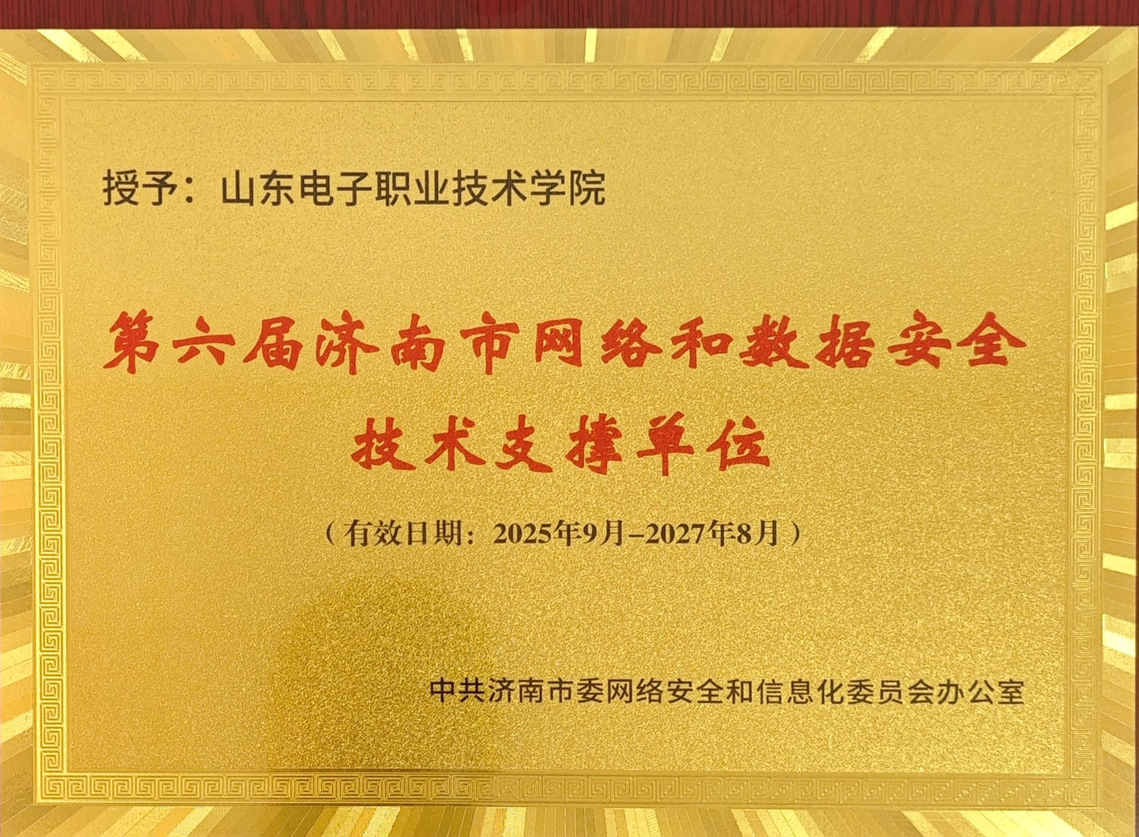 授予：山东电子职业技术学院
第六届济南市网络和数据安全
技术支撑单位
（有效日期：2025年9月–2027年8月）
中共济南市委网络安全和信息化委员会办公室